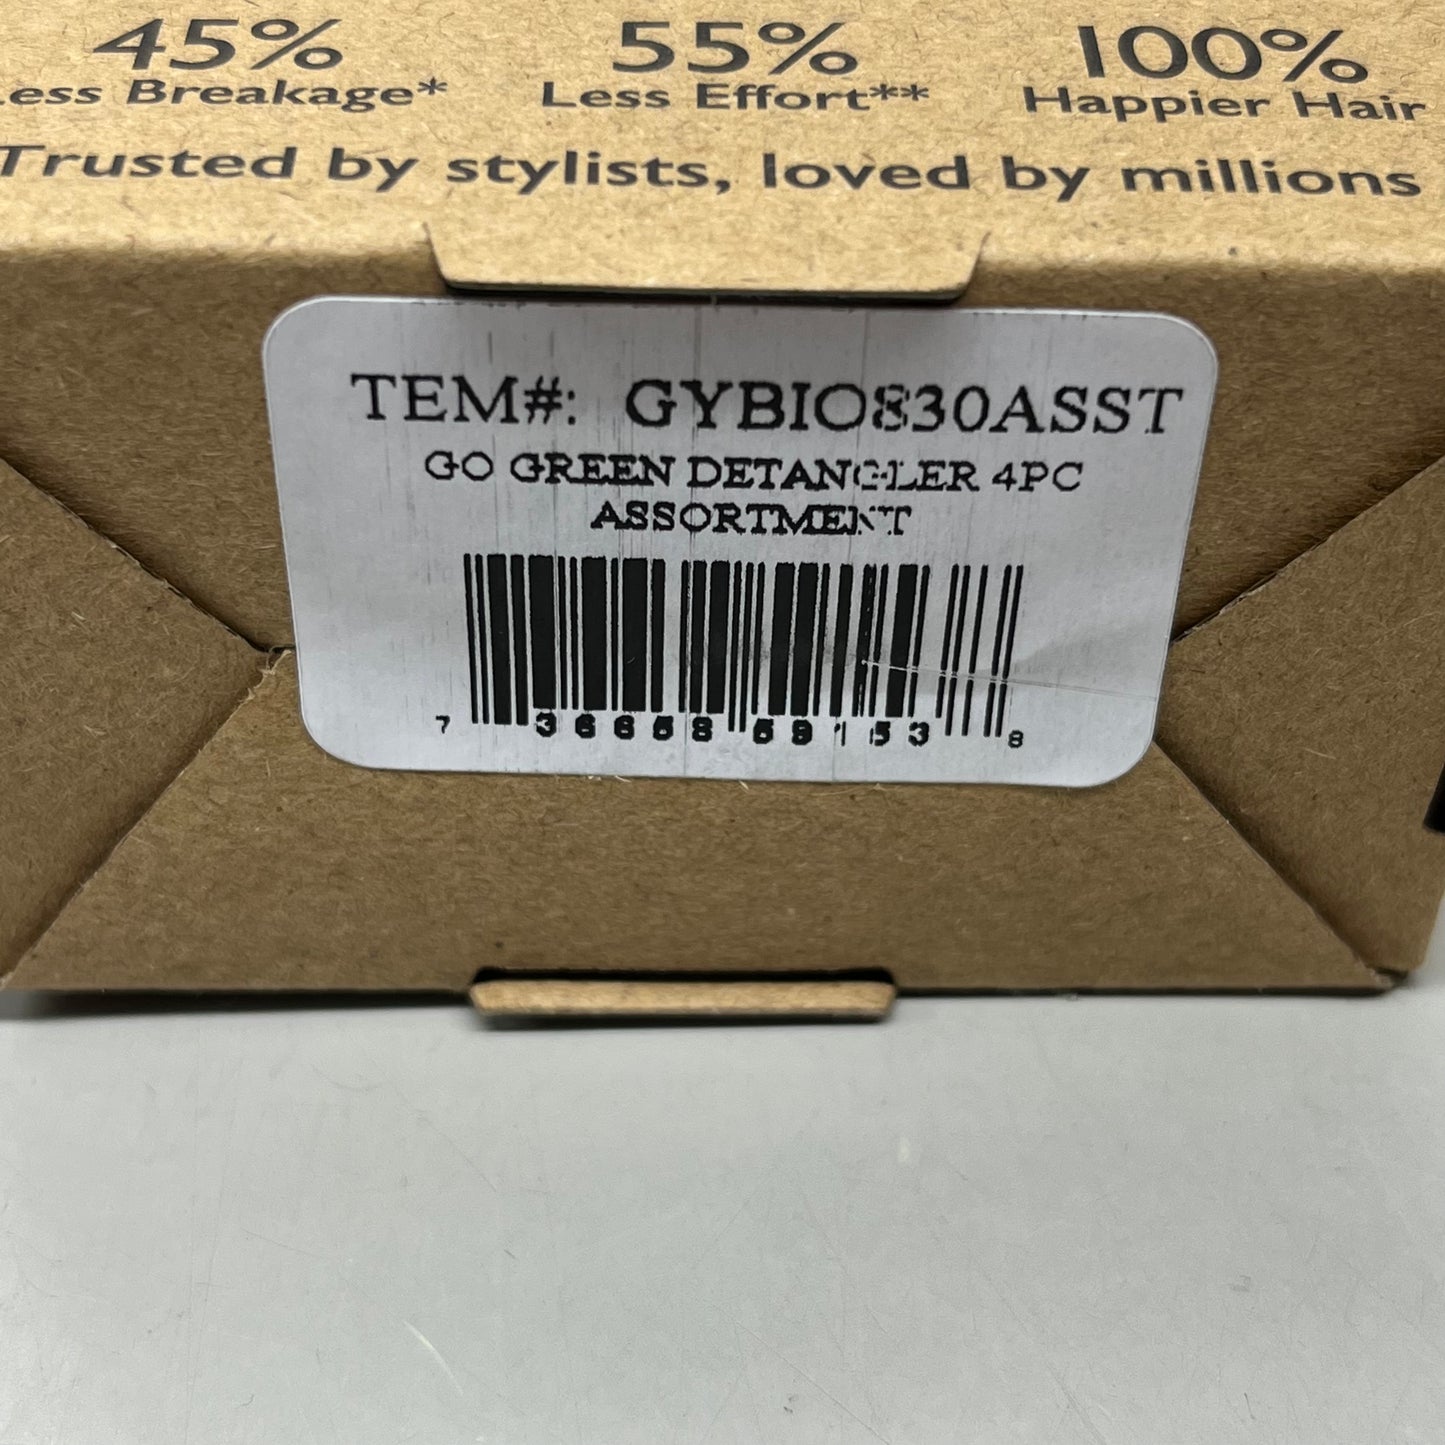 45% 55% 100%
ess Breakage* Less Effort** Happier Hair
Trusted by stylists, loved by millions
TEM#: GYBIO830ASST
GO GREEN DETANGLER 4PC
ASSORTMENT
7 36658 59153 8